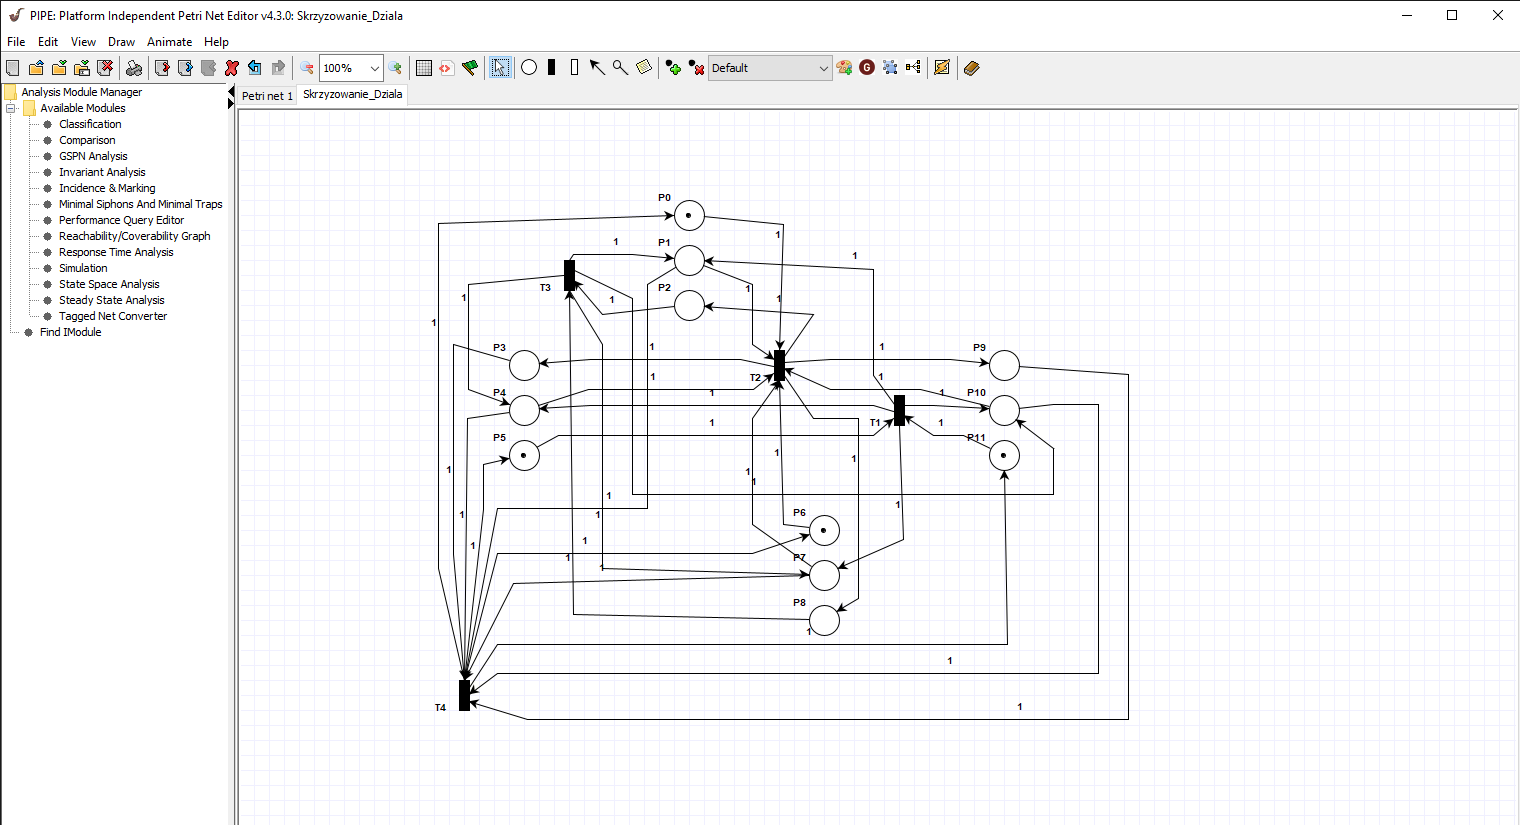 PIPE: Platform Independent Petri Net Editor v4.3.0: Skrzyzowanie_Dziala
File Edit View Draw Animate Help
100%
Default
G
Analysis Module Manager
Available Modules
Classification
Comparison
GSPN Analysis
Invariant Analysis
Incidence & Marking
Minimal Siphons And Minimal Traps
Performance Query Editor
Reachability/Coverability Graph
Response Time Analysis
Simulation
State Space Analysis
Steady State Analysis
Tagged Net Converter
Find IModule
Petri net 1 Skrzyzowanie_Dziala
P0
1
P1
1
1
T3
P2
1
1
1
1
1
P3
1
1
P9
T2
1
1
P4
1
1
P10
P5
1
T1
1
P11
1
1
1
1
1
1
1
1
P6
1
1
1
P7
1
1
P8
1
1
T4
1